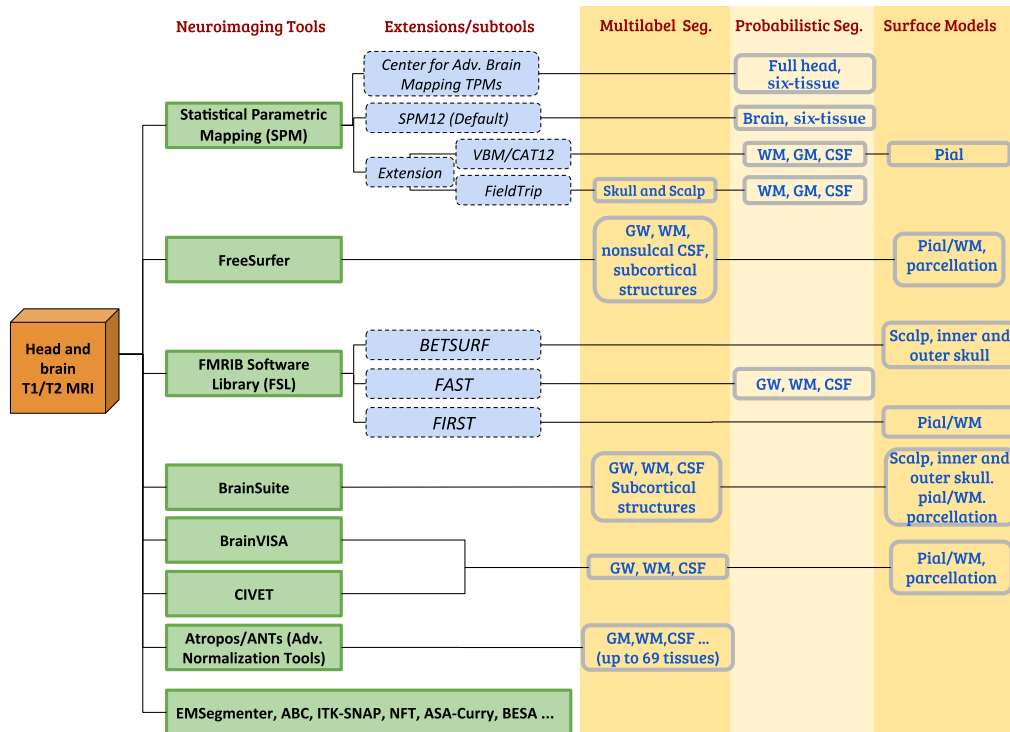 Neuroimaging Tools
Extensions/subtools
Multilabel Seg.
Probabilistic Seg.
Surface Models
Head and
brain
T1/T2 MRI
Statistical Parametric
Mapping (SPM)
Center for Adv. Brain
Mapping TPMs
Full head,
six-tissue
SPM12 (Default)
Brain, six-tissue
Extension
VBM/CAT12
WM, GM, CSF
Pial
FieldTrip
Skull and Scalp
WM, GM, CSF
FreeSurfer
GW, WM,
nonsulcal CSF,
subcortical
structures
Pial/WM,
parcellation
FMRIB Software
Library (FSL)
BETSURF
Scalp, inner and
outer skull
FAST
GW, WM, CSF
FIRST
Pial/WM
BrainSuite
GW, WM, CSF
Subcortical
structures
Scalp, inner and
outer skull.
pial/WM.
parcellation
BrainVISA
CIVET
GW, WM, CSF
Pial/WM,
parcellation
Atropos/ANTs (Adv.
Normalization Tools)
GM,WM,CSF ...
(up to 69 tissues)
EMSegmenter, ABC, ITK-SNAP, NFT, ASA-Curry, BESA ...